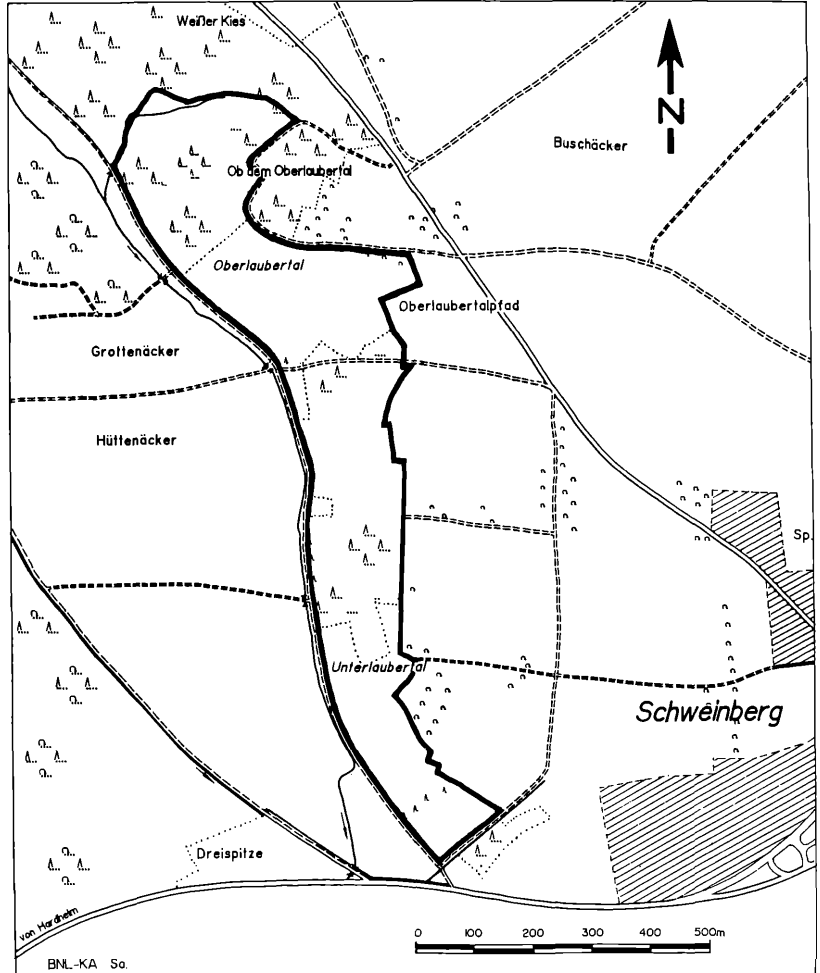 Weißer Kies
N
Buschäcker
Ob dem Oberlaubertal
Oberlaubertal
Oberlaubertalpfad
Grottenäcker
Hüttenäcker
Sp.
Unterlaubertal
Schweinberg
Dreispitze
von Hardheim
0 100 200 300 400 500m
BNL-KA Sa.